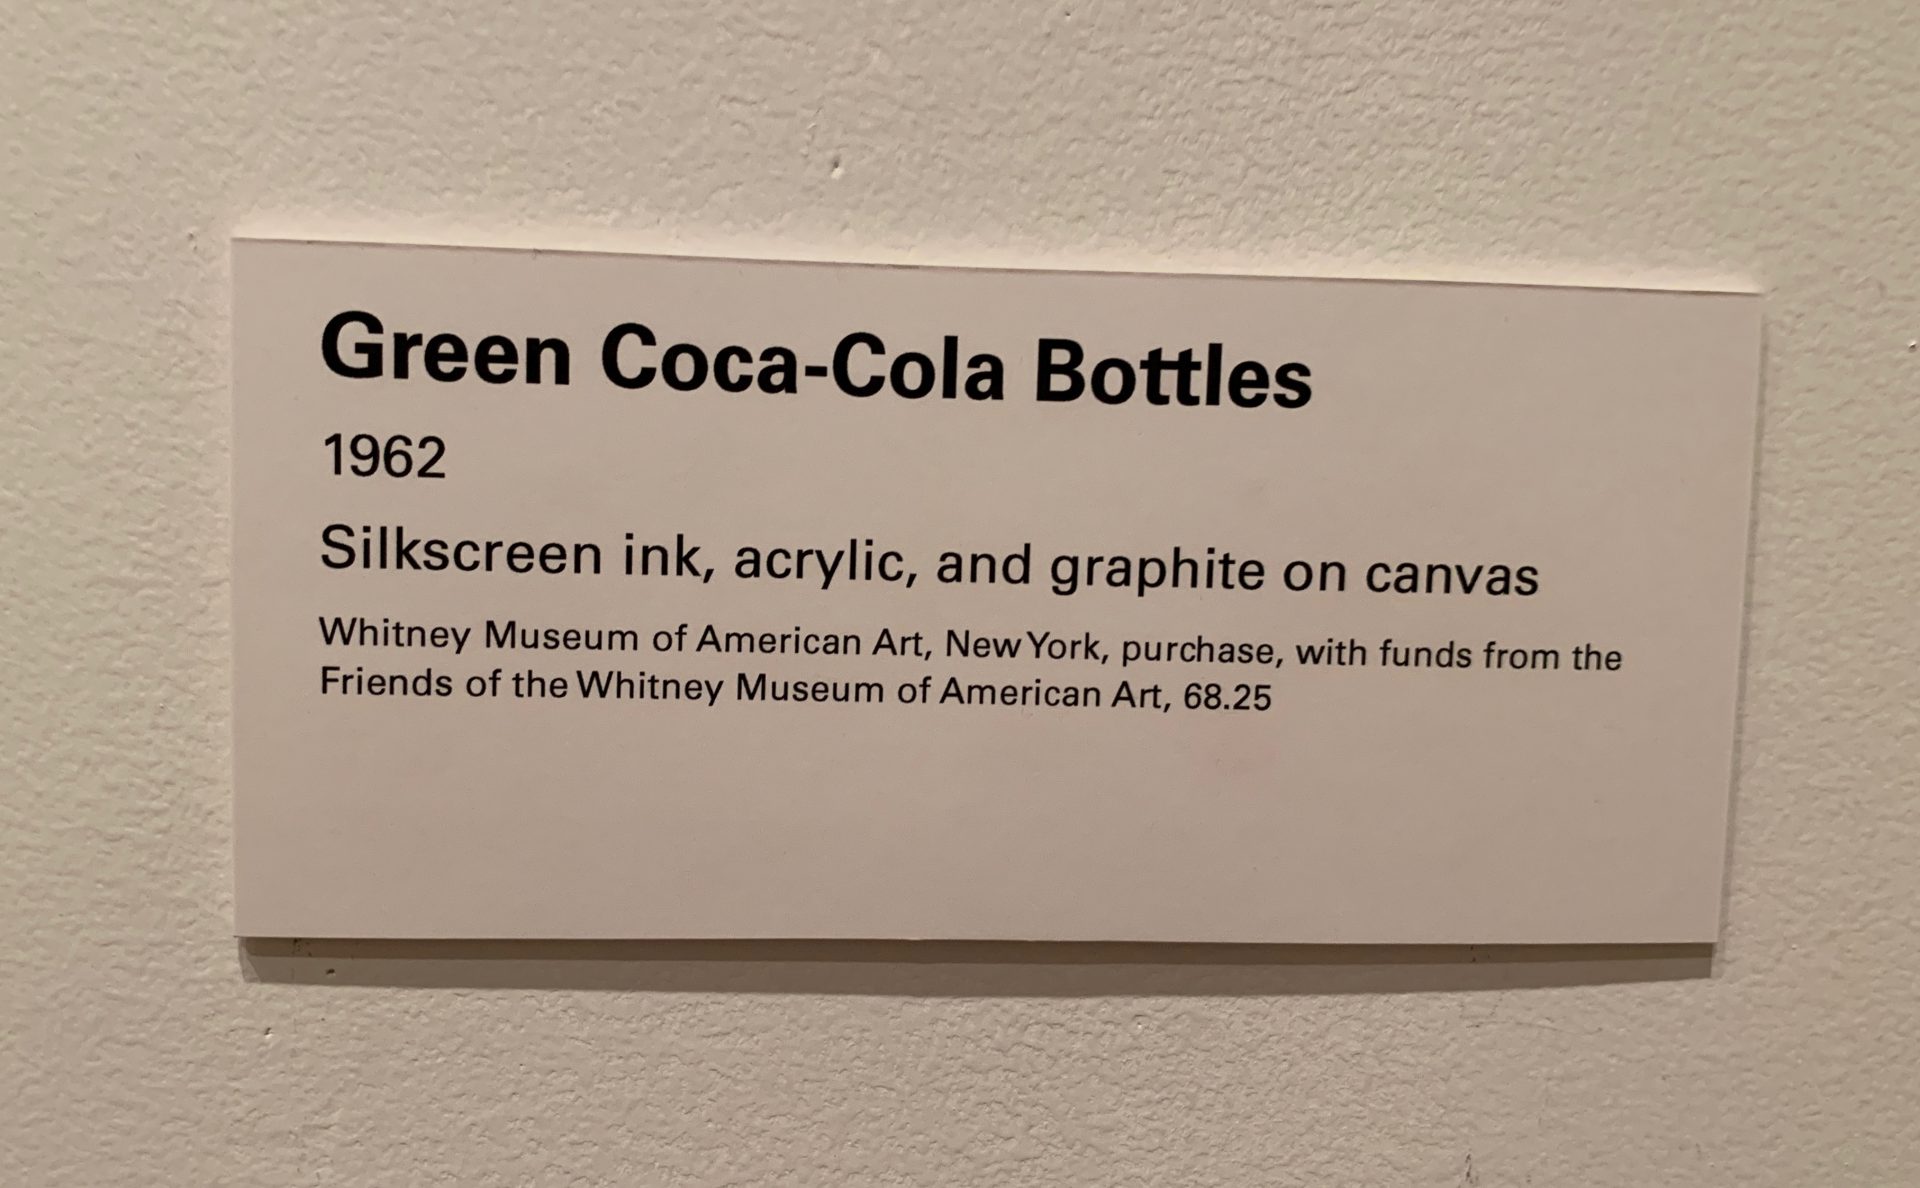 Green Coca-Cola Bottles
1962
Silkscreen ink, acrylic, and graphite on canvas
Whitney Museum of American Art, New York, purchase, with funds from the
Friends of the Whitney Museum of American Art, 68.25